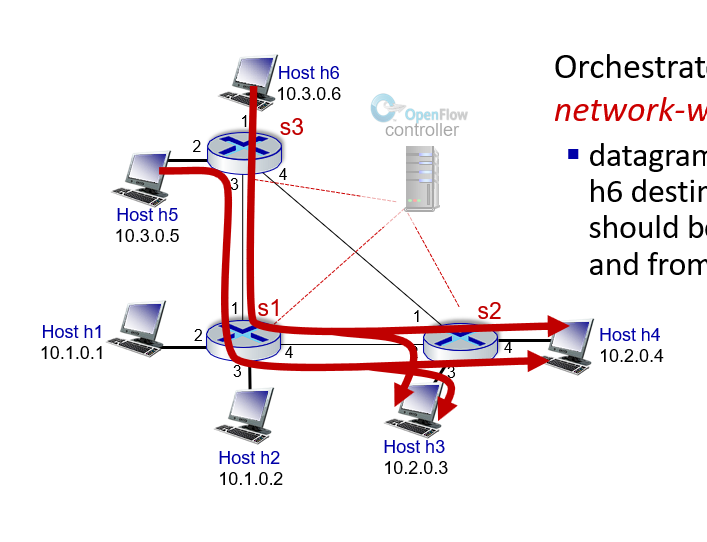 Orchestrate
network-w
datagram
h6 destin
should be
and from
Host h6
10.3.0.6
OpenFlow
controller
1
s3
2
3
4
Host h5
10.3.0.5
1
s1
2
4
3
1
s2
4
3
Host h1
10.1.0.1
Host h4
10.2.0.4
Host h2
10.1.0.2
Host h3
10.2.0.3